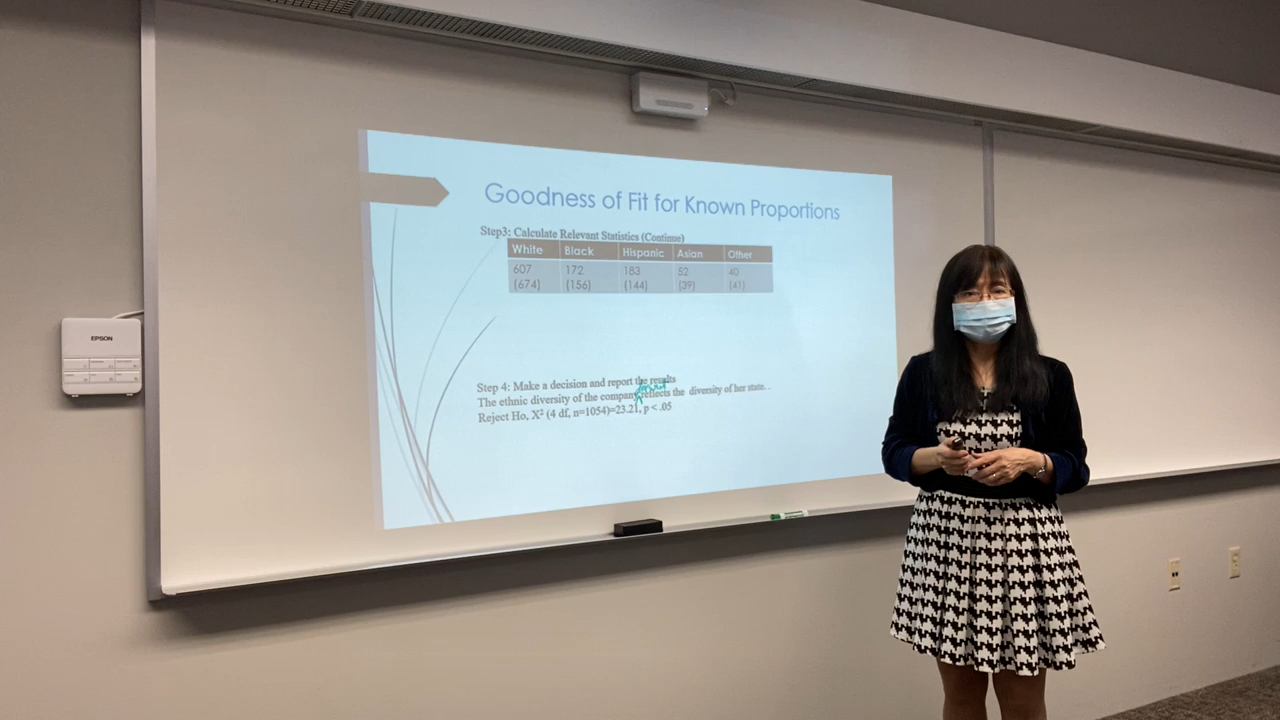 Goodness of Fit for Known Proportions
Step3: Calculate Relevant Statistics (Continue)
White Black Hispanic Asian Other
607 172 183 52 40
(674) (156) (144) (39) (41)
EPSON
Step 4: Make a decision and report the results
The ethnic diversity of the company reflects the diversity of her state. .
Reject Ho, X² (4 df, n=1054)=23.21, p < .05